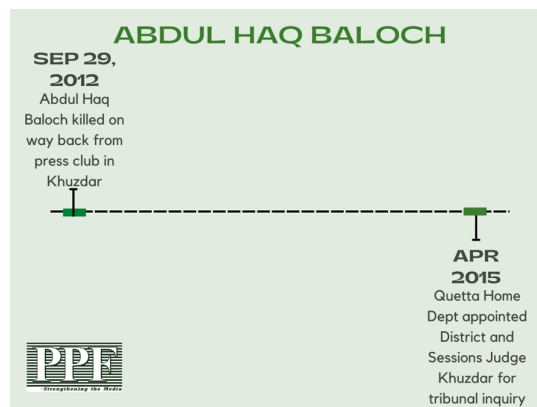 ABDUL HAQ BALOCH
SEP 29,
2012
Abdul Haq
Baloch killed on
way back from
press club in
Khuzdar
APR
2015
Quetta Home
Dept appointed
District and
Sessions Judge
Khuzdar for
tribunal inquiry
PPF
Strengthening the Media